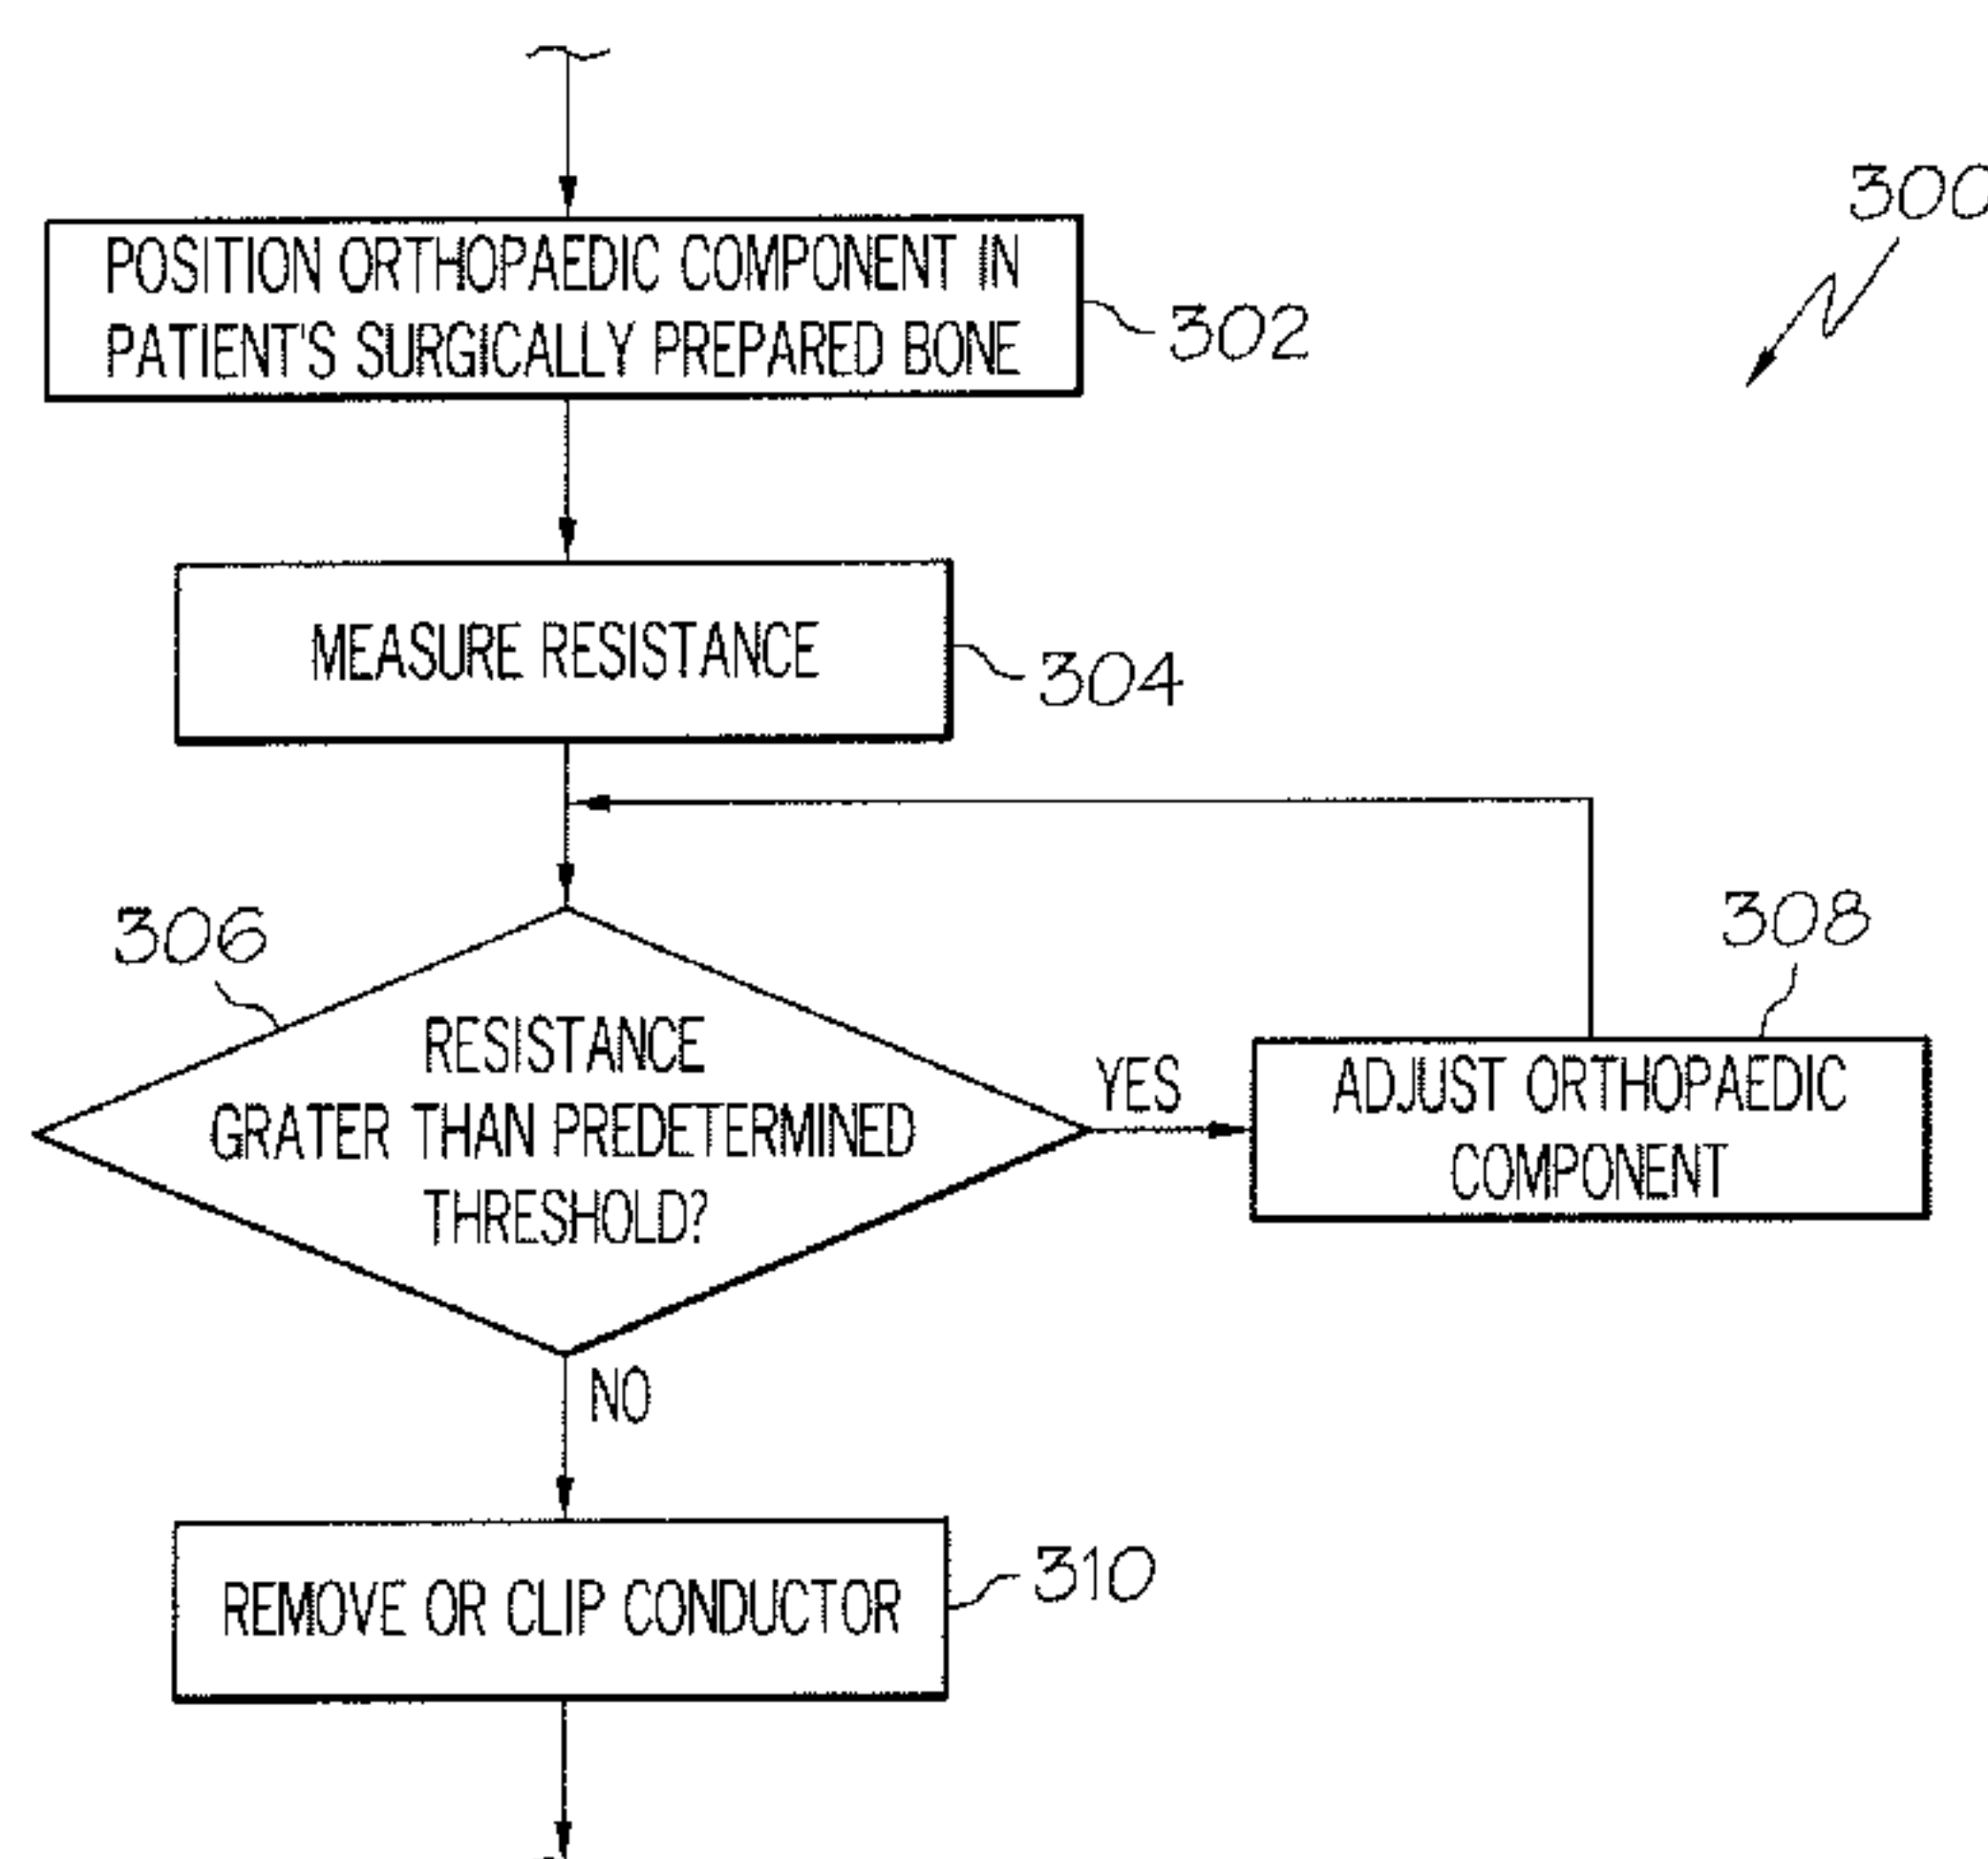 300
POSITION ORTHOPAEDIC COMPONENT IN
PATIENT'S SURGICALLY PREPARED BONE
302
MEASURE RESISTANCE
304
306
308
RESISTANCE
GRATER THAN PREDETERMINED
THRESHOLD?
YES
ADJUST ORTHOPAEDIC
COMPONENT
NO
REMOVE OR CLIP CONDUCTOR
310